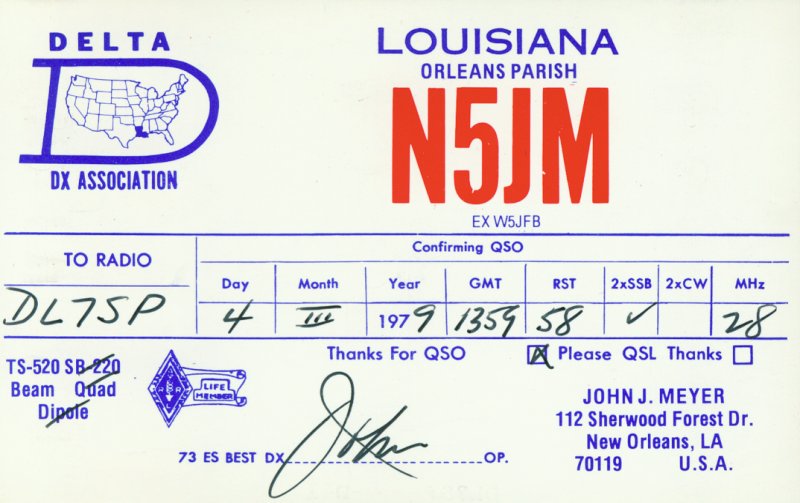 DELTA
DX ASSOCIATION
LOUISIANA
ORLEANS PARISH
N5JM
EX W5JFB
TO RADIO
DL7SP
Confirming QSO
Day Month Year GMT RST 2xSSB 2xCW MHz
4 III 1979 1359 58 ✓ 28
TS-520 SB-220
Beam Quad
Dipole
ARRL
LIFE
MEMBER
Thanks For QSO
Please QSL Thanks
73 ES BEST DX John OP.
JOHN J. MEYER
112 Sherwood Forest Dr.
New Orleans, LA
70119 U.S.A.